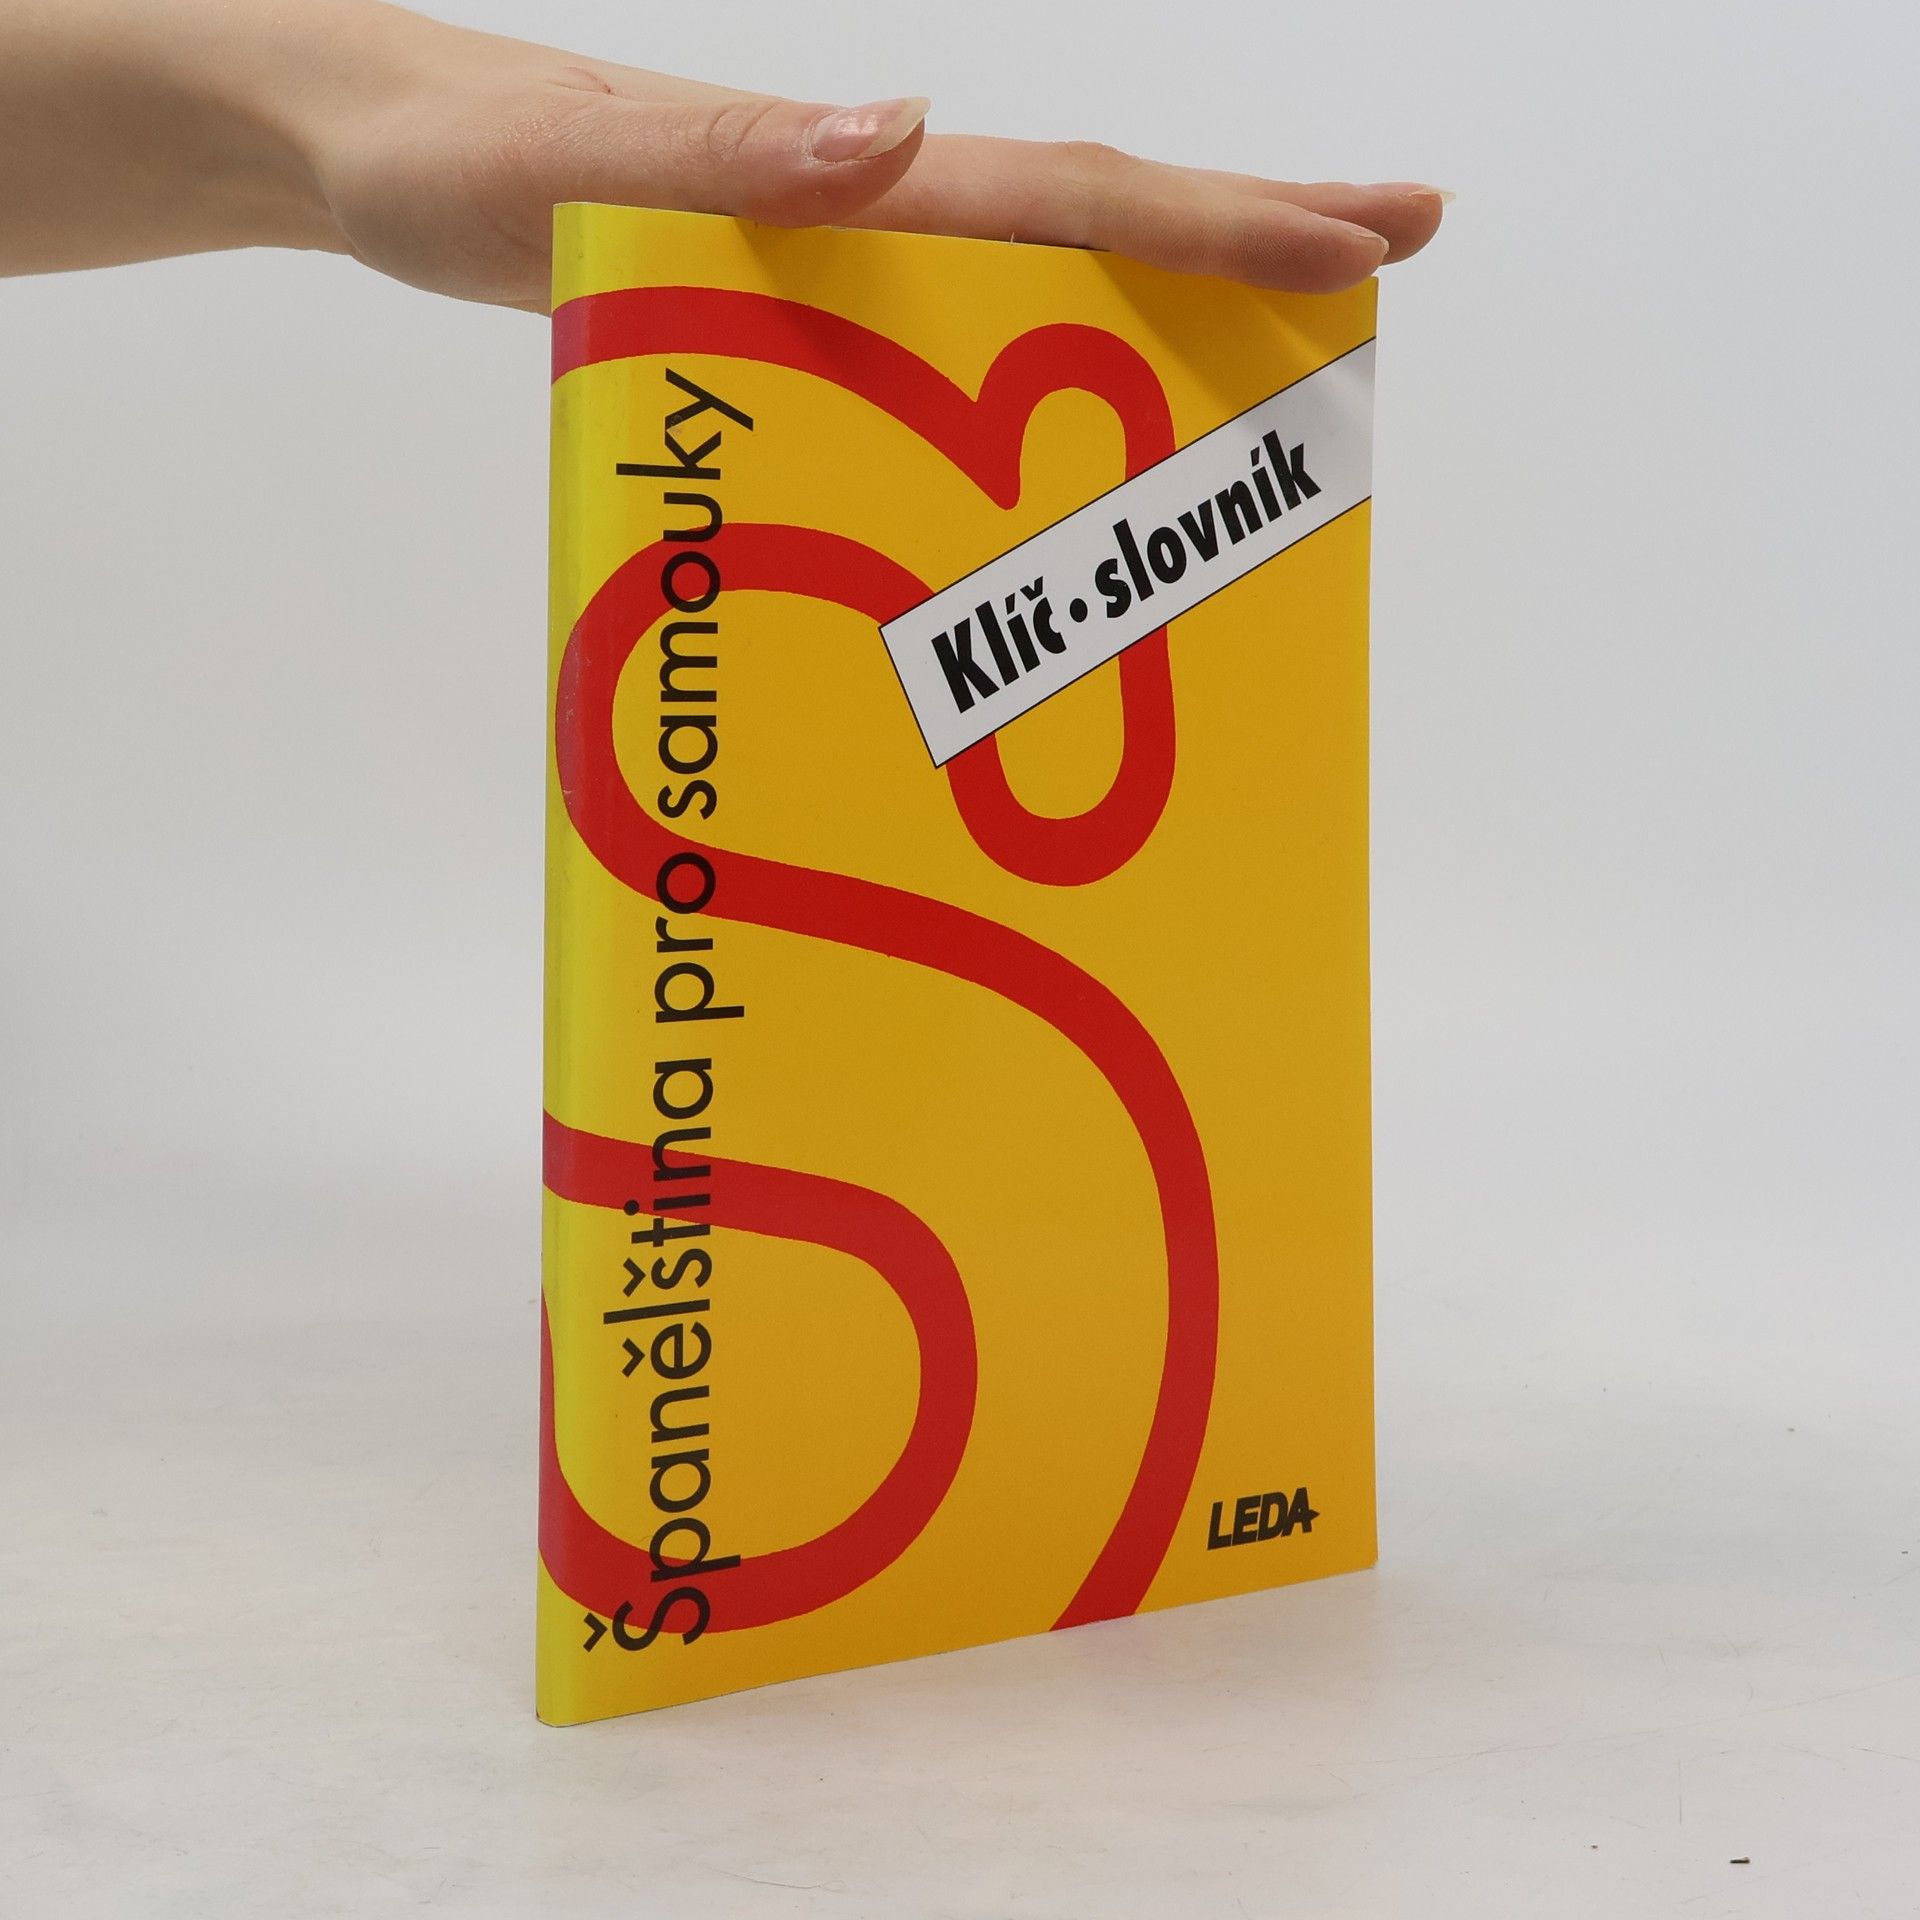 Španělština pro samouky
Klíč • slovník
LEDA